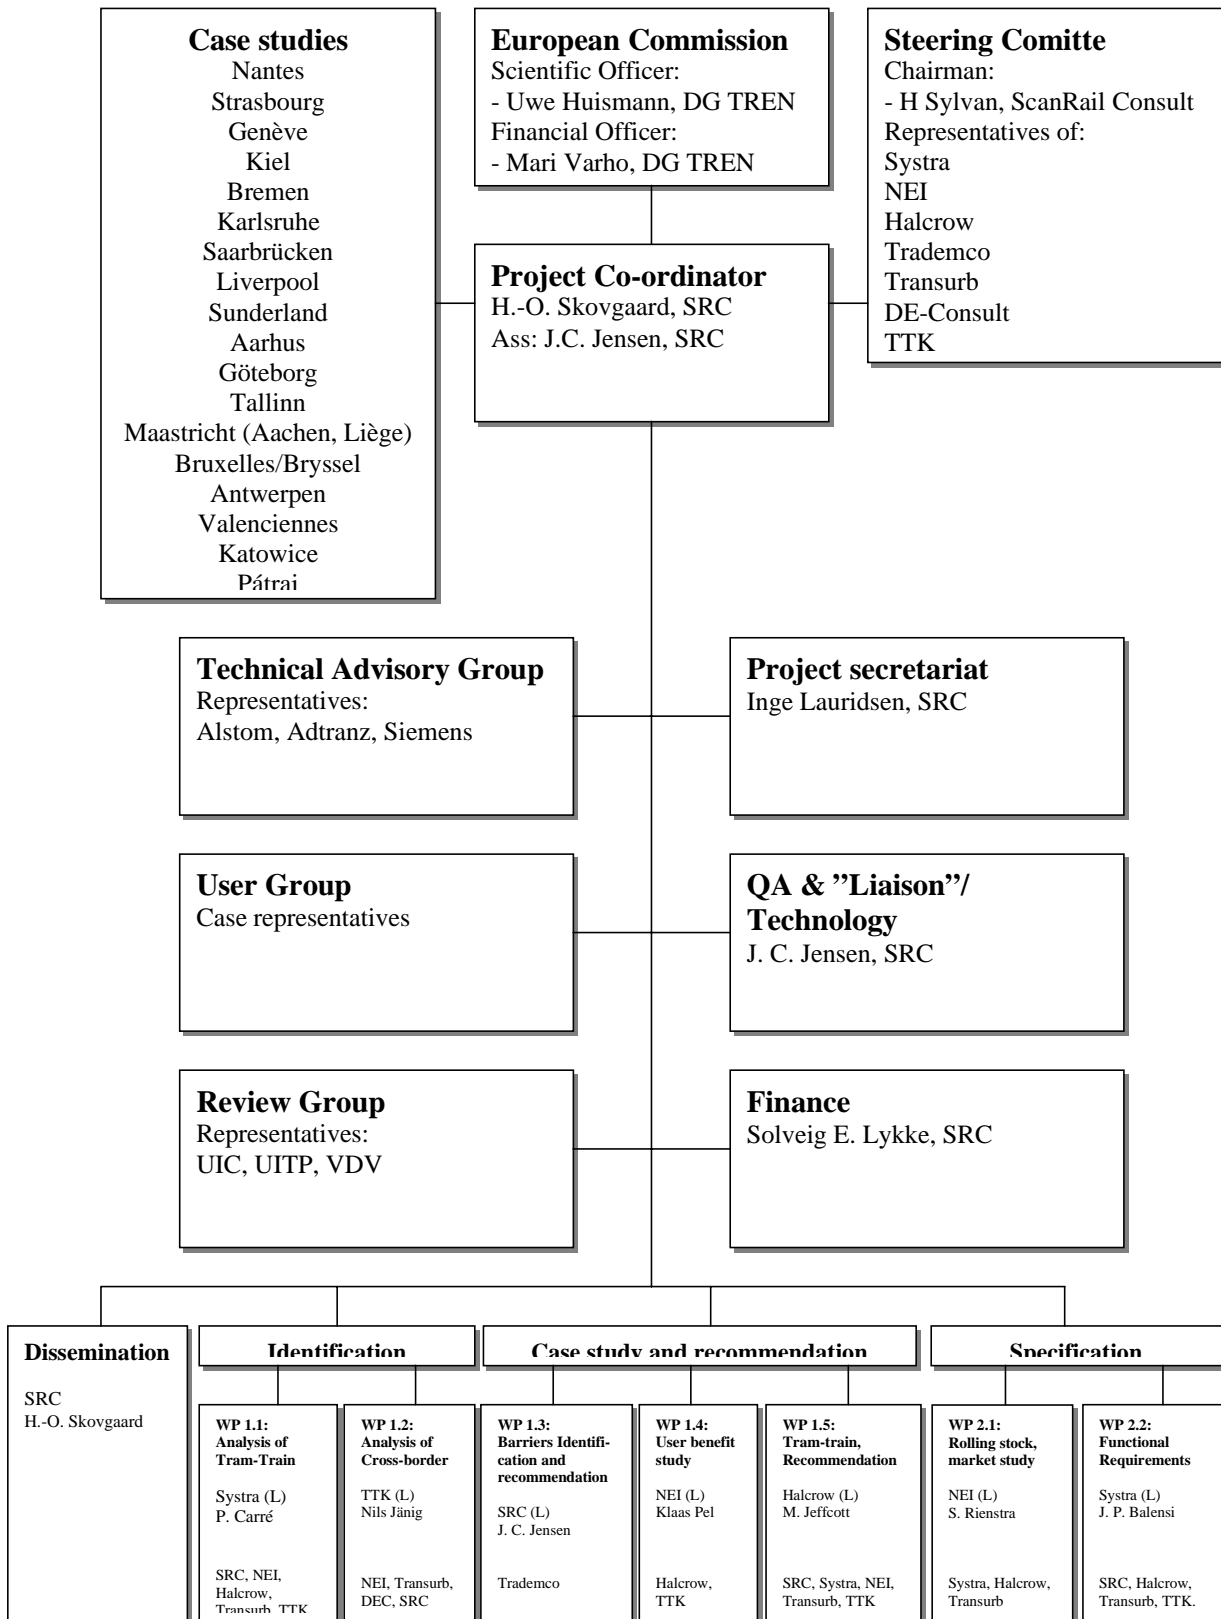 Case studies
Nantes
Strasbourg
Genève
Kiel
Bremen
Karlsruhe
Saarbrücken
Liverpool
Sunderland
Aarhus
Göteborg
Tallinn
Maastricht (Aachen, Liège)
Bruxelles/Bryssel
Antwerpen
Valenciennes
Katowice
Pátrai
European Commission
Scientific Officer:
- Uwe Huismann, DG TREN
Financial Officer:
- Mari Varho, DG TREN
Steering Comitte
Chairman:
- H Sylvan, ScanRail Consult
Representatives of:
Systra
NEI
Halcrow
Trademco
Transurb
DE-Consult
TTK
Project Co-ordinator
H.-O. Skovgaard, SRC
Ass: J.C. Jensen, SRC
Technical Advisory Group
Representatives:
Alstom, Adtranz, Siemens
Project secretariat
Inge Lauridsen, SRC
User Group
Case representatives
QA & ”Liaison”/
Technology
J. C. Jensen, SRC
Review Group
Representatives:
UIC, UITP, VDV
Finance
Solveig E. Lykke, SRC
Dissemination
SRC
H.-O. Skovgaard
Identification
WP 1.1:
Analysis of
Tram-Train
Systra (L)
P. Carré
SRC, NEI,
Halcrow,
Transurb, TTK
WP 1.2:
Analysis of
Cross-border
TTK (L)
Nils Jänig
NEI, Transurb,
DEC, SRC
Case study and recommendation
WP 1.3:
Barriers Identifi-
cation and
recommendation
SRC (L)
J. C. Jensen
Trademco
WP 1.4:
User benefit
study
NEI (L)
Klaas Pel
Halcrow,
TTK
WP 1.5:
Tram-train,
Recommendation
Halcrow (L)
M. Jeffcott
SRC, Systra, NEI,
Transurb, TTK
Specification
WP 2.1:
Rolling stock,
market study
NEI (L)
S. Rienstra
Systra, Halcrow,
Transurb
WP 2.2:
Functional
Requirements
Systra (L)
J. P. Balensi
SRC, Halcrow,
Transurb, TTK.